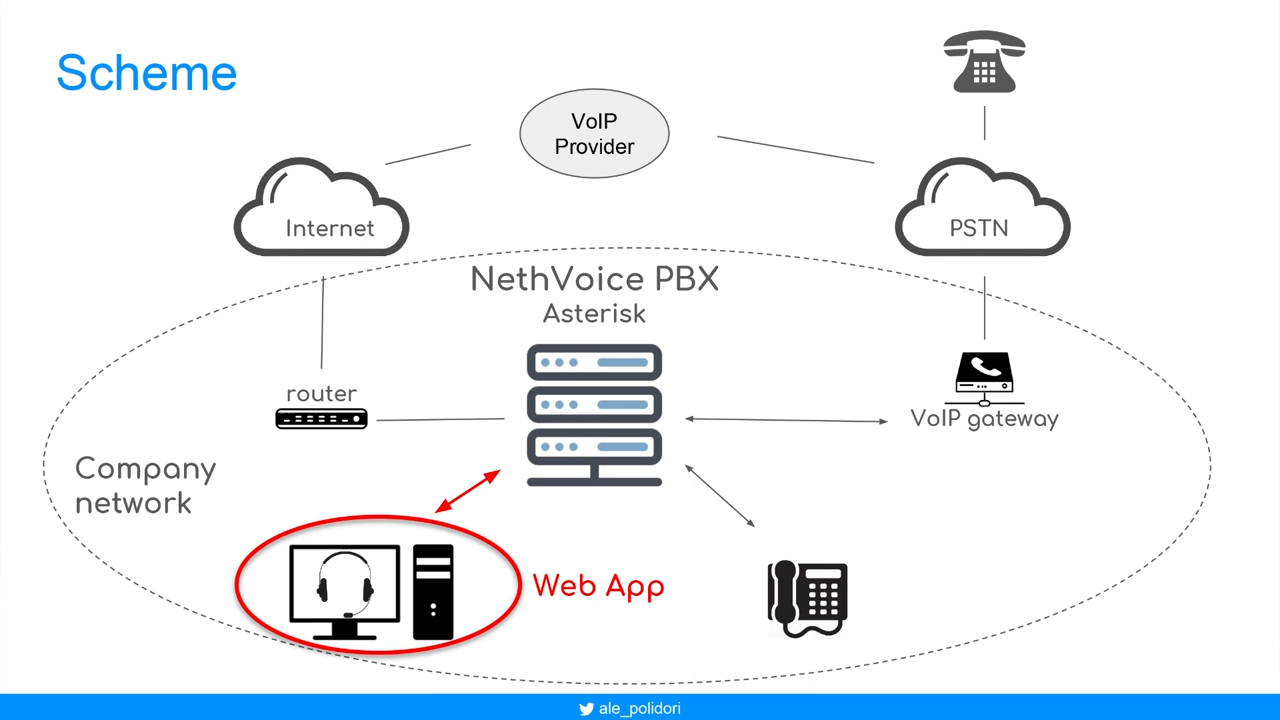 Scheme
VoIP
Provider
Internet
PSTN
NethVoice PBX
Asterisk
router
VoIP gateway
Company
network
Web App
ale_polidori